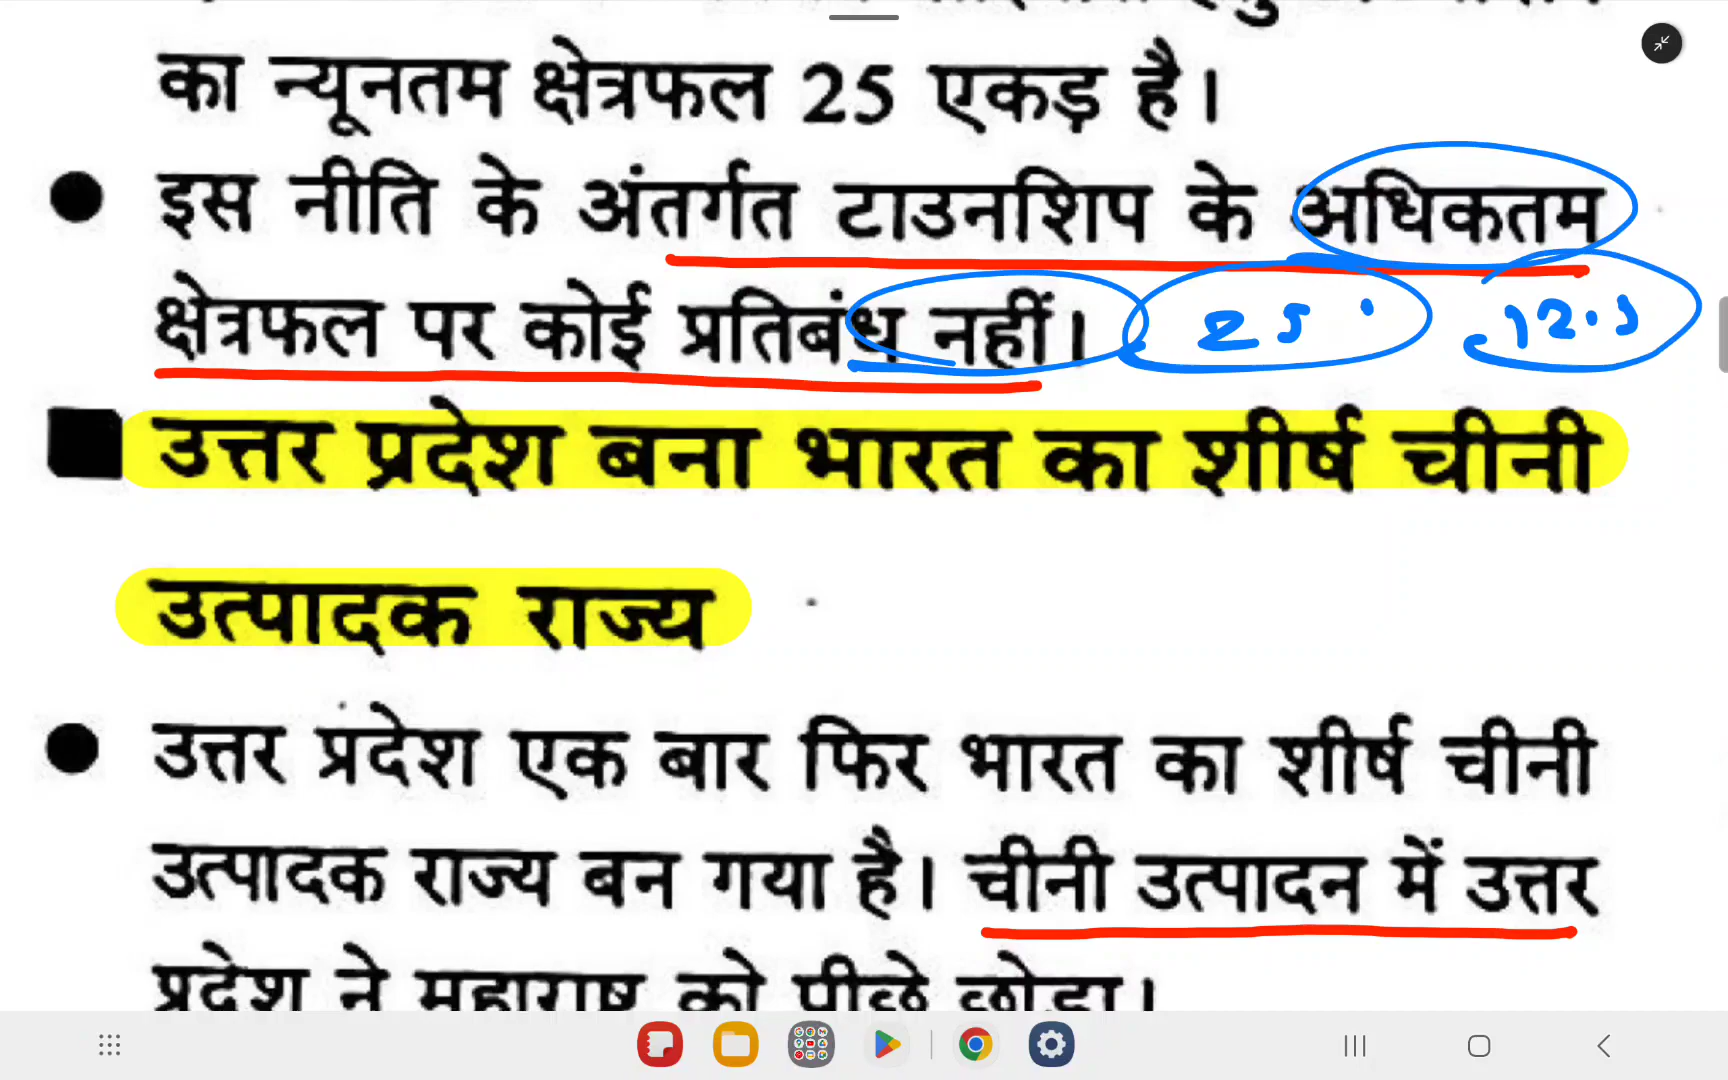 का न्यूनतम क्षेत्रफल 25 एकड़ है।
इस नीति के अंतर्गत टाउनशिप के अधिकतम
क्षेत्रफल पर कोई प्रतिबंध नहीं। 25 12.5
उत्तर प्रदेश बना भारत का शीर्ष चीनी
उत्पादक राज्य
उत्तर प्रदेश एक बार फिर भारत का शीर्ष चीनी
उत्पादक राज्य बन गया है। चीनी उत्पादन में उत्तर
प्रदेश ने महाराष्ट्र को पीछे छोड़ा।